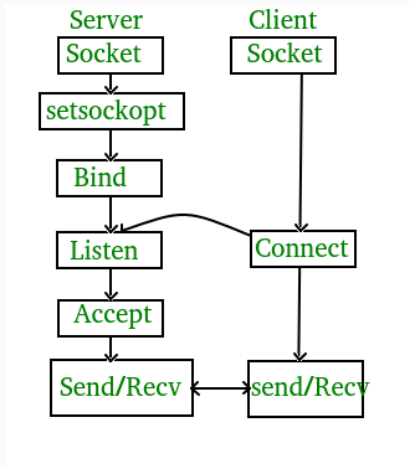 Server
Client
Socket
Socket
setsockopt
Bind
Listen
Connect
Accept
Send/Recv
send/Recv